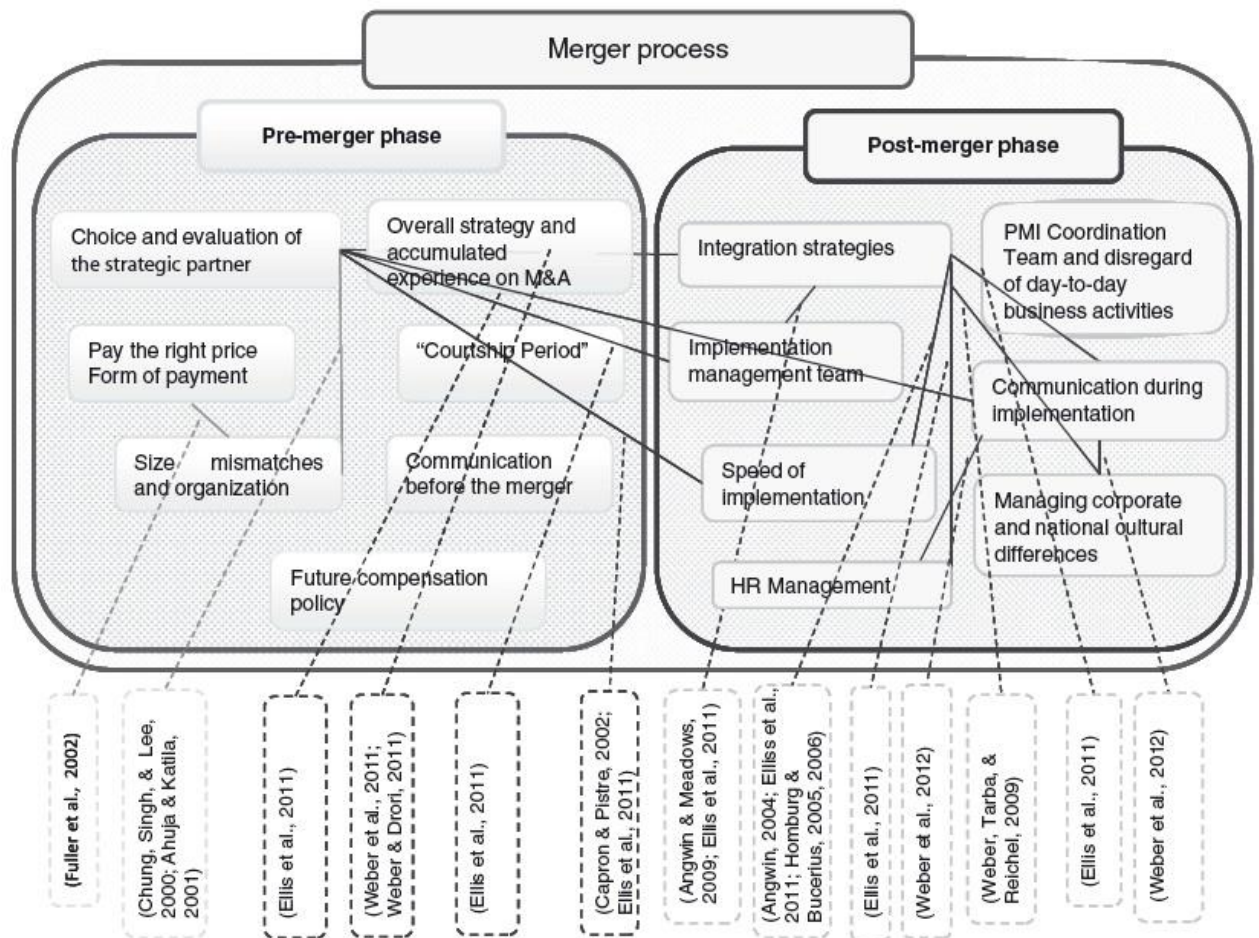 Merger process
Pre-merger phase
Post-merger phase
Choice and evaluation of
the strategic partner
Overall strategy and
accumulated
experience on M&A
Pay the right price
Form of payment
“Courtship Period”
Size mismatches
and organization
Communication
before the merger
Future compensation
policy
Integration strategies
PMI Coordination
Team and disregard
of day-to-day
business activities
Implementation
management team
Communication during
implementation
Speed of
implementation
Managing corporate
and national cultural
differences
HR Management
(Fuller et al., 2002)
(Chung, Singh, & Lee,
2000; Ahuja & Katila,
2001)
(Ellis et al., 2011)
(Weber et al., 2011;
Weber & Drori, 2011)
(Ellis et al., 2011)
(Capron & Pistre, 2002;
Ellis et al., 2011)
(Angwin & Meadows,
2009; Ellis et al., 2011)
(Angwin, 2004; Elliss et al.,
2011; Homburg &
Bucerius, 2005, 2006)
(Ellis et al., 2011)
(Weber et al., 2012)
(Weber, Tarba, &
Reichel, 2009)
(Ellis et al., 2011)
(Weber et al., 2012)